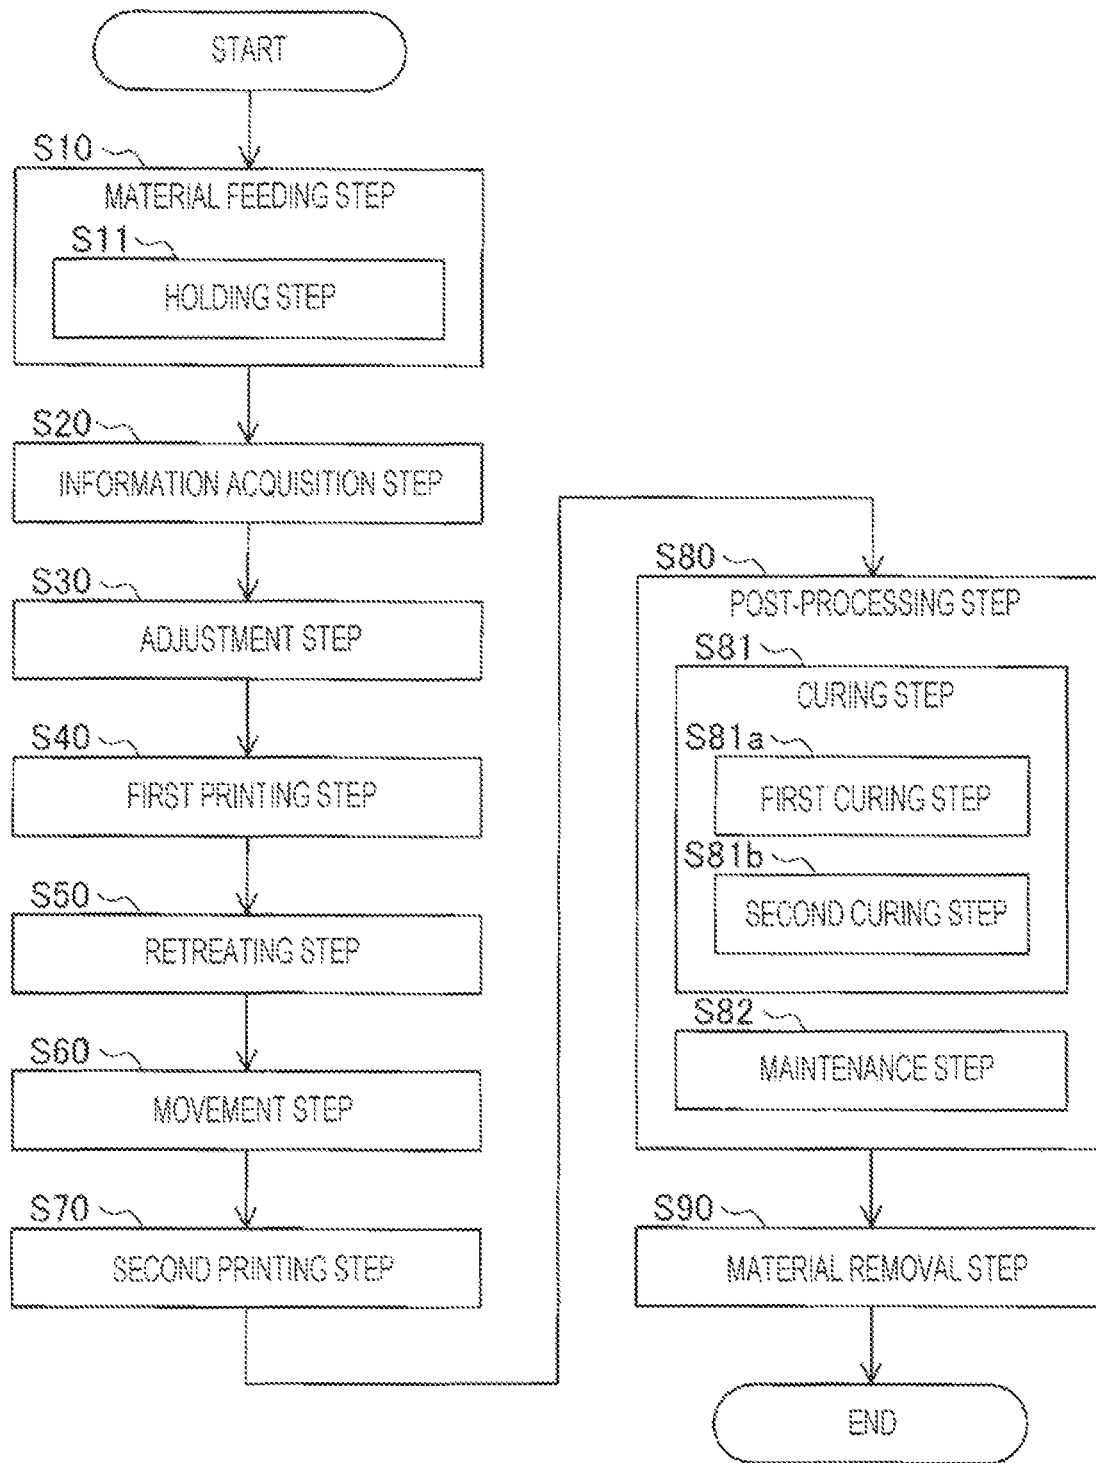 START
S10
MATERIAL FEEDING STEP
S11
HOLDING STEP
S20
INFORMATION ACQUISITION STEP
S30
ADJUSTMENT STEP
S40
FIRST PRINTING STEP
S50
RETREATING STEP
S60
MOVEMENT STEP
S70
SECOND PRINTING STEP
S80
POST-PROCESSING STEP
S81
CURING STEP
S81a
FIRST CURING STEP
S81b
SECOND CURING STEP
S82
MAINTENANCE STEP
S90
MATERIAL REMOVAL STEP
END